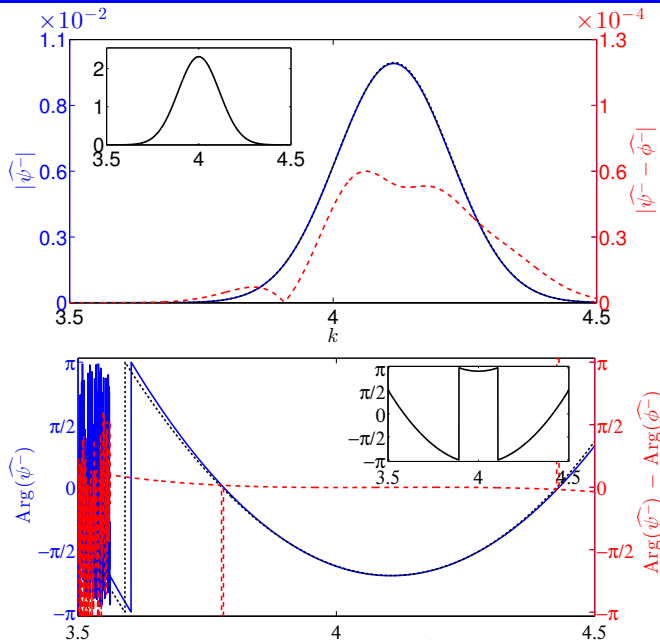 ×10⁻² ×10⁻⁴
1.1 1.3
0.9 1
0.6 0.6
0.3 0.3
0 0
3.5 4 4.5
k
|ψ̂⁻|
|ψ̂⁻ − φ̂⁻|
2
1
0
3.5 4 4.5
π π
π/2 π/2
0 0
−π/2 −π/2
−π −π
3.5 4 4.5
Arg(ψ̂⁻)
Arg(ψ̂⁻) − Arg(φ̂⁻)
π
π/2
0
−π/2
−π
3.5 4 4.5